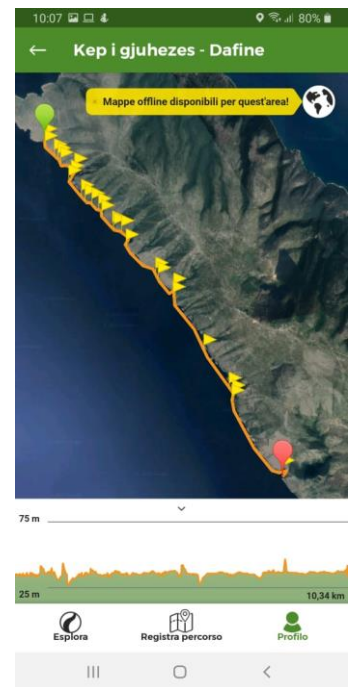 10:07 80%
Kep i gjuhezes - Dafine
Mappe offline disponibili per quest'area!
75 m
25 m 10,34 km
Esplora Registra percorso Profilo